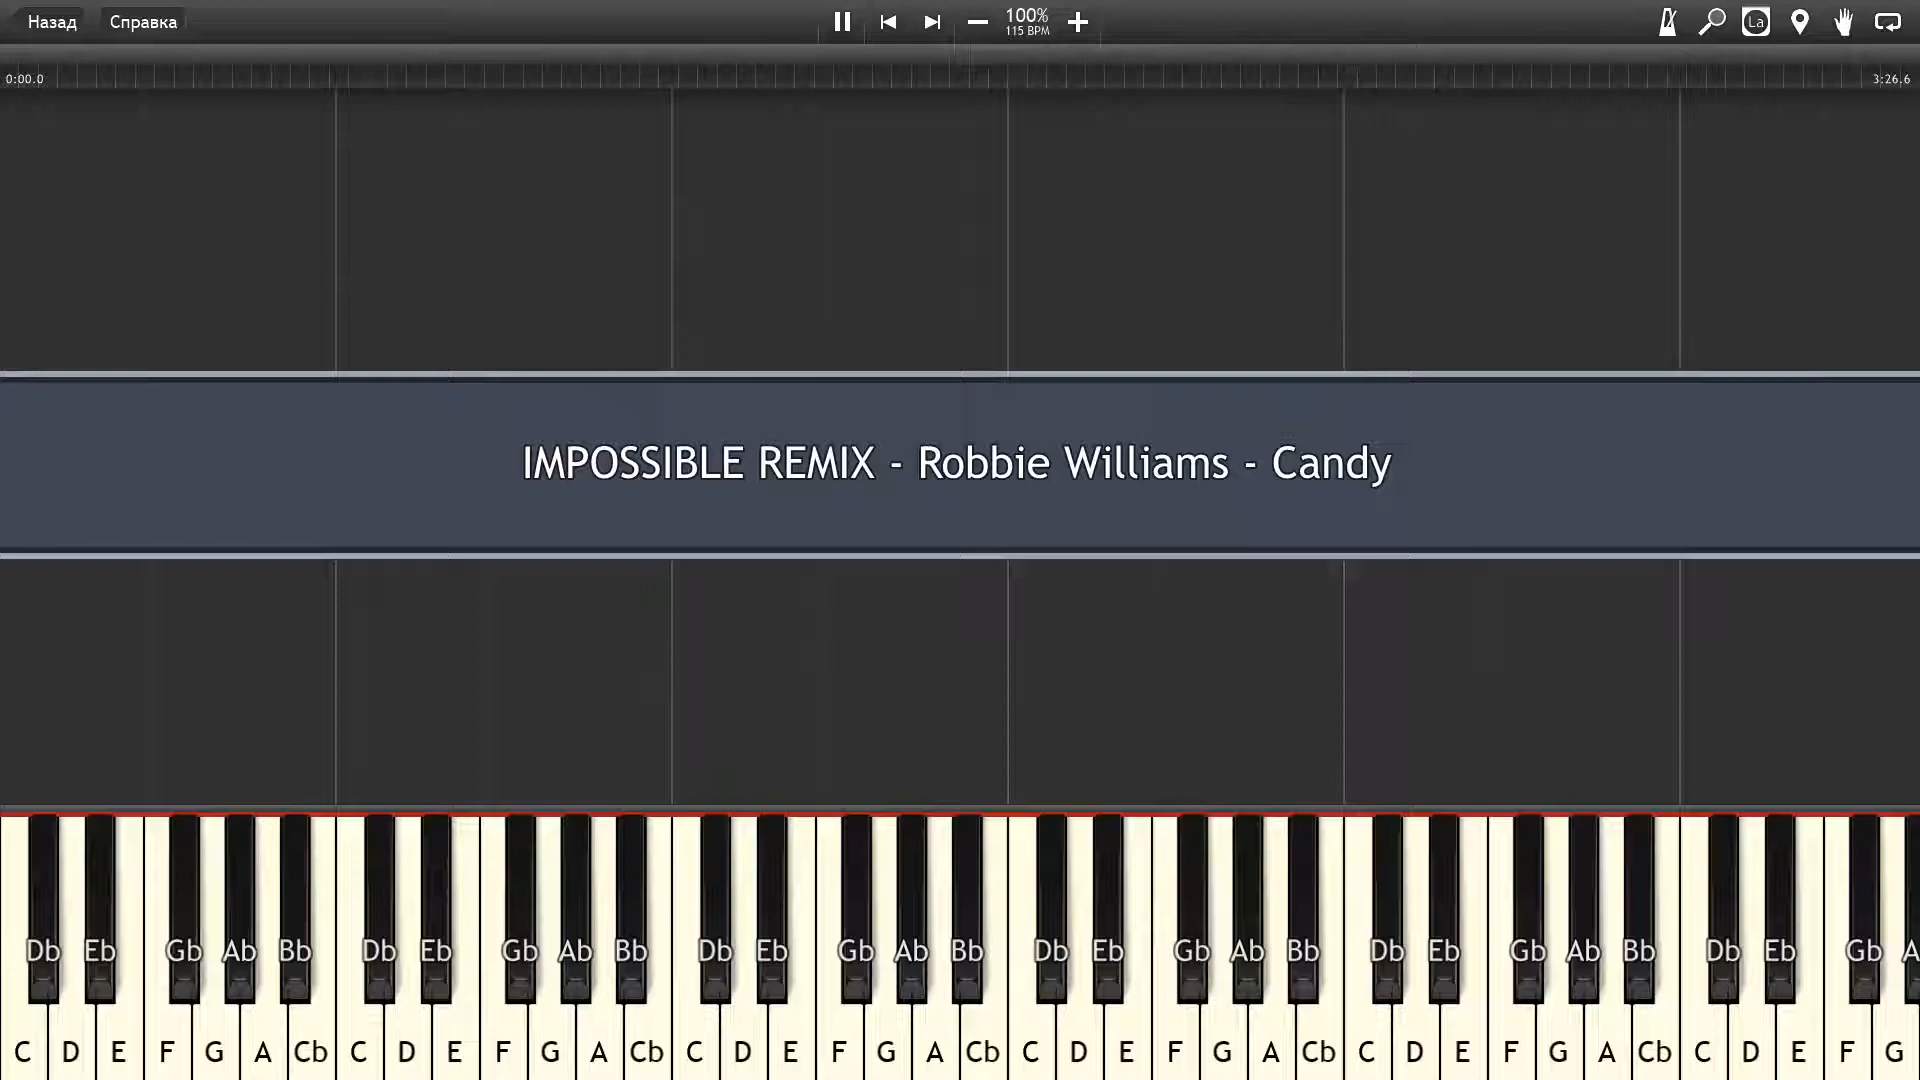 Назад Справка 100% La
115 BPM
0:00.0 3:26.6
IMPOSSIBLE REMIX - Robbie Williams - Candy
Db Eb Gb Ab Bb Db Eb Gb Ab Bb Db Eb Gb Ab Bb Db Eb Gb Ab Bb Db Eb Gb Ab Bb Db Eb Gb A
C D E F G A Cb C D E F G A Cb C D E F G A Cb C D E F G A Cb C D E F G A Cb C D E F G